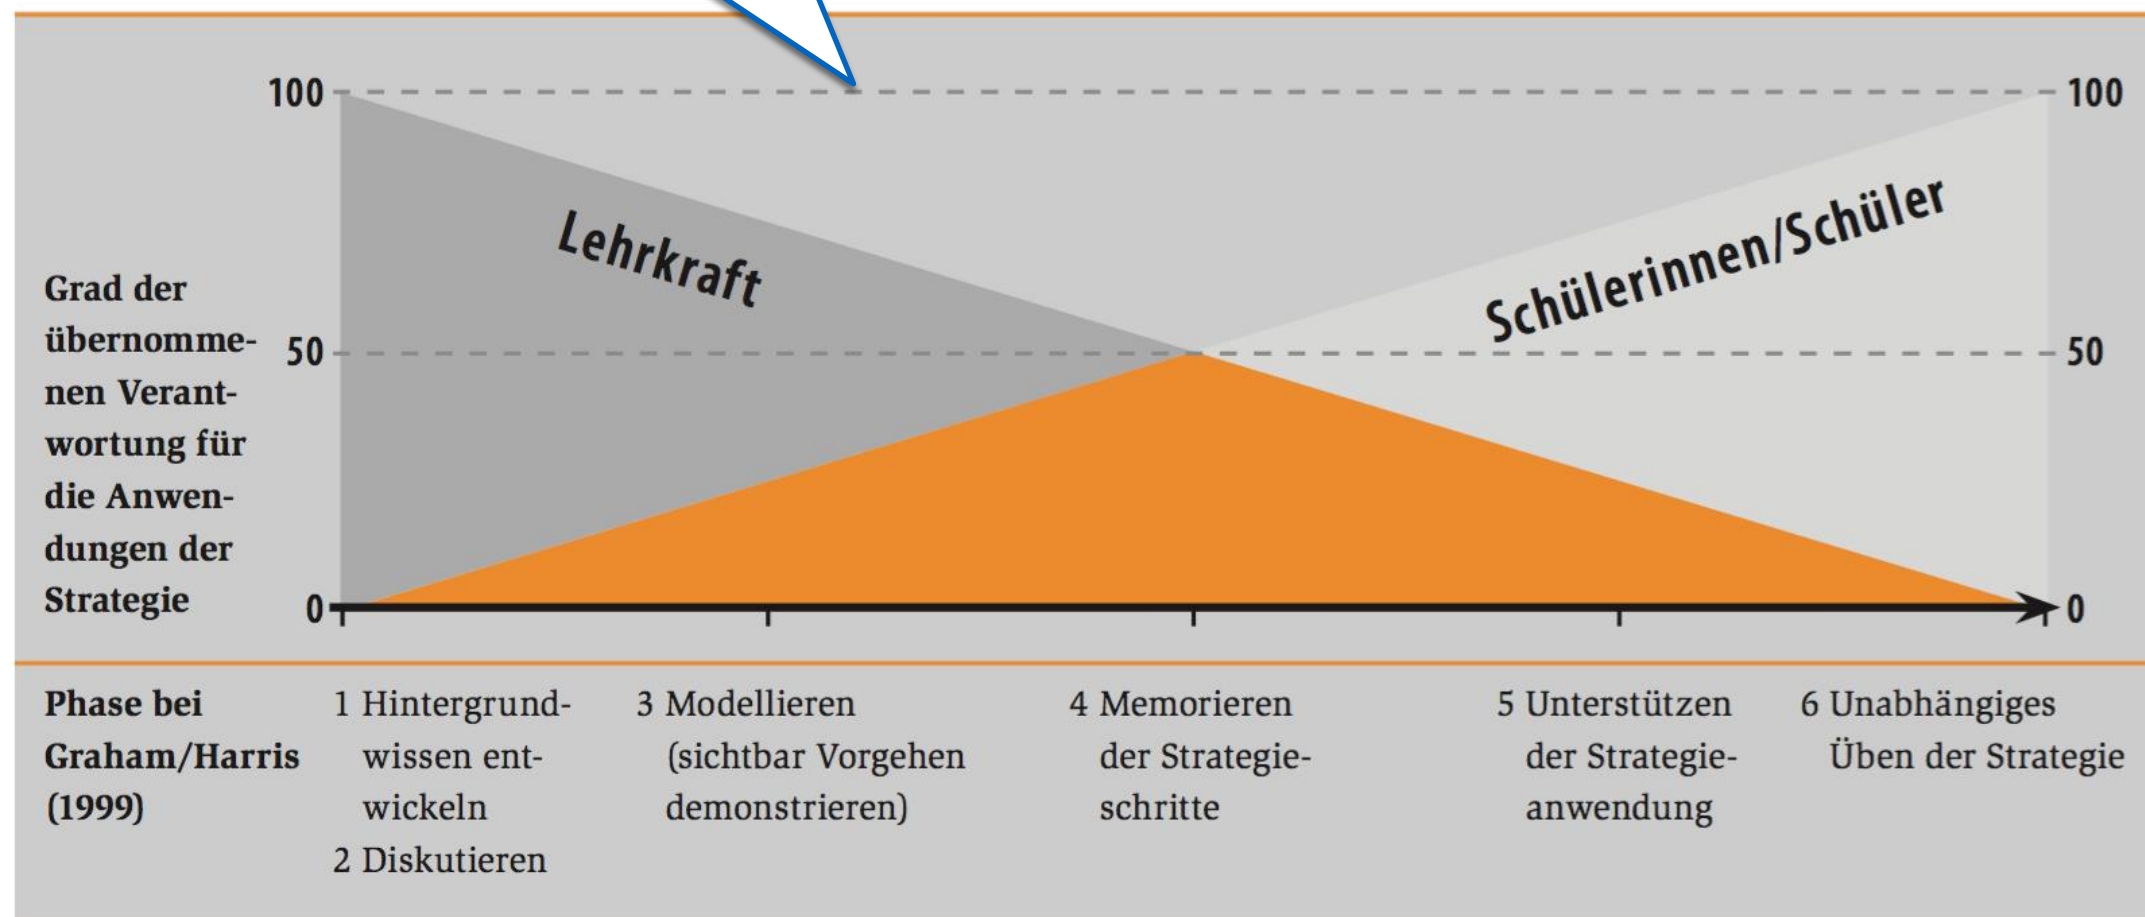 100
100
Lehrkraft
Schülerinnen/Schüler
Grad der
übernomme-
nen Verant-
wortung für
die Anwen-
dungen der
Strategie
50
50
0
0
Phase bei
Graham/Harris
(1999)
1 Hintergrund-
wissen ent-
wickeln
2 Diskutieren
3 Modellieren
(sichtbar Vorgehen
demonstrieren)
4 Memorieren
der Strategie-
schritte
5 Unterstützen
der Strategie-
anwendung
6 Unabhängiges
Üben der Strategie